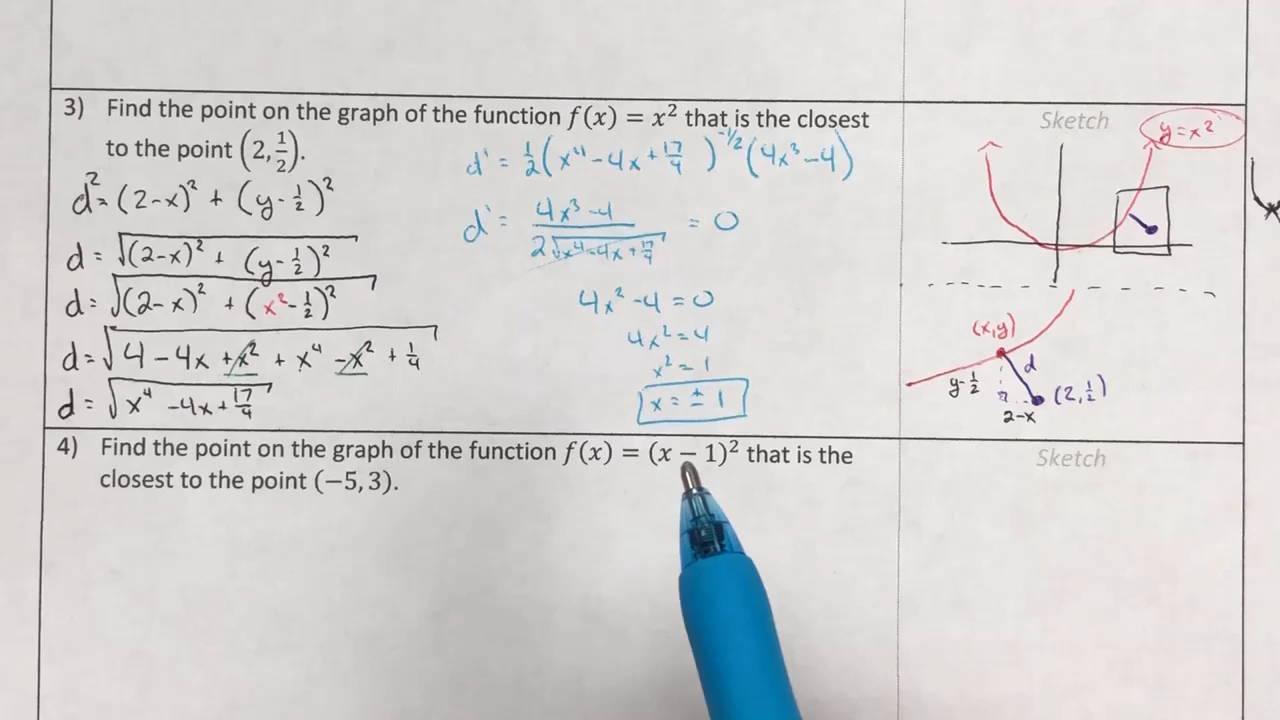 3) Find the point on the graph of the function f(x) = x² that is the closest
to the point (2, 1/2).
d² = (2-x)² + (y-1/2)²
d = √((2-x)² + (y-1/2)²)
d = √((2-x)² + (x²-1/2)²)
d = √(4 - 4x + x² + x⁴ - x² + 1/4)
d = √(x⁴ - 4x + 17/4)
d' = 1/2(x⁴ - 4x + 17/4)^(-1/2) (4x³ - 4)
d' = (4x³ - 4)/(2√(x⁴ - 4x + 17/4)) = 0
4x² - 4 = 0
4x² = 4
x² = 1
x = ± 1
Sketch
y = x²
(x,y)
d
y-1/2
(2, 1/2)
2-x
4) Find the point on the graph of the function f(x) = (x − 1)² that is the
closest to the point (−5, 3).
Sketch